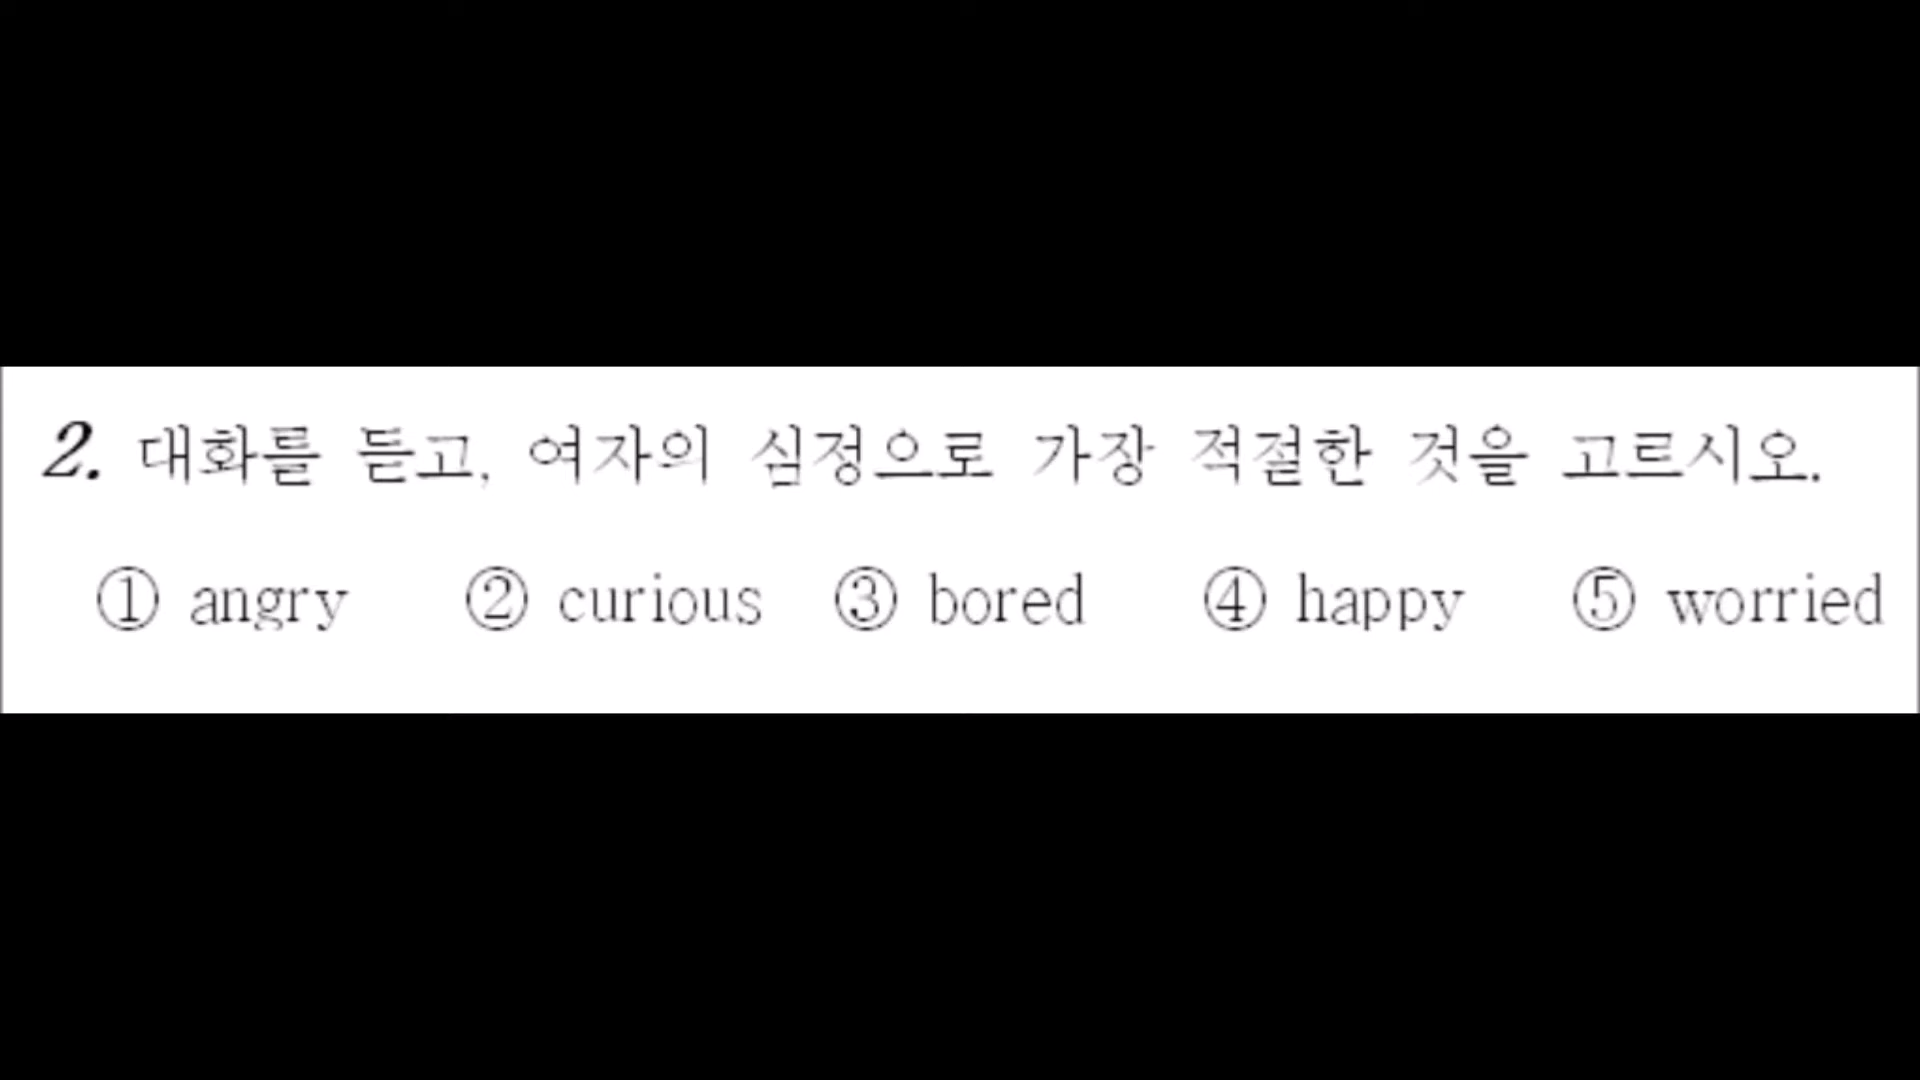 2. 대화를 듣고, 여자의 심정으로 가장 적절한 것을 고르시오.
① angry ② curious ③ bored ④ happy ⑤ worried